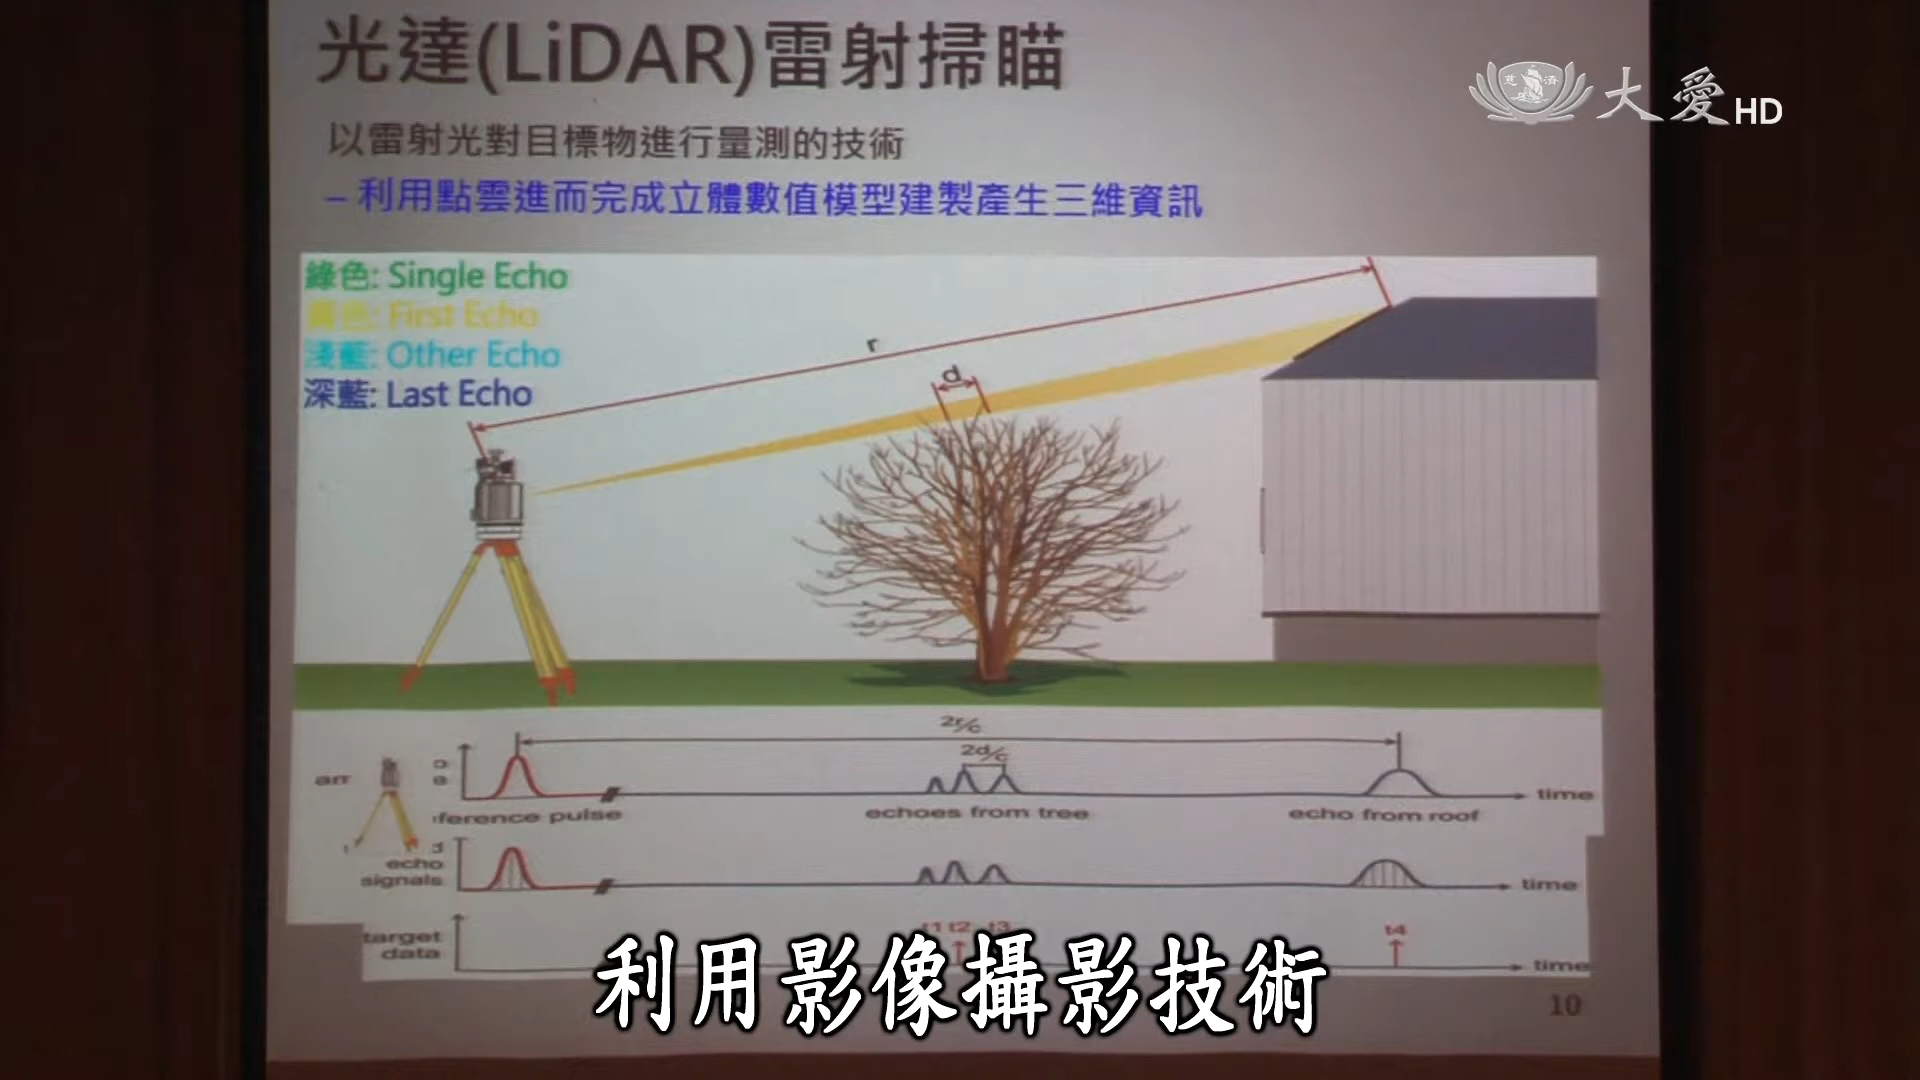 光達(LiDAR)雷射掃瞄
慈濟
大愛HD
以雷射光對目標物進行量測的技術
– 利用點雲進而完成立體數值模型建製產生三維資訊
綠色: Single Echo
黃色: First Echo
淺藍: Other Echo
深藍: Last Echo
r
d
2r/c
2d/c
time
echoes from tree
echo from roof
pulse
echo
signals
time
target
data
t2
t3
t4
time
利用影像攝影技術
10